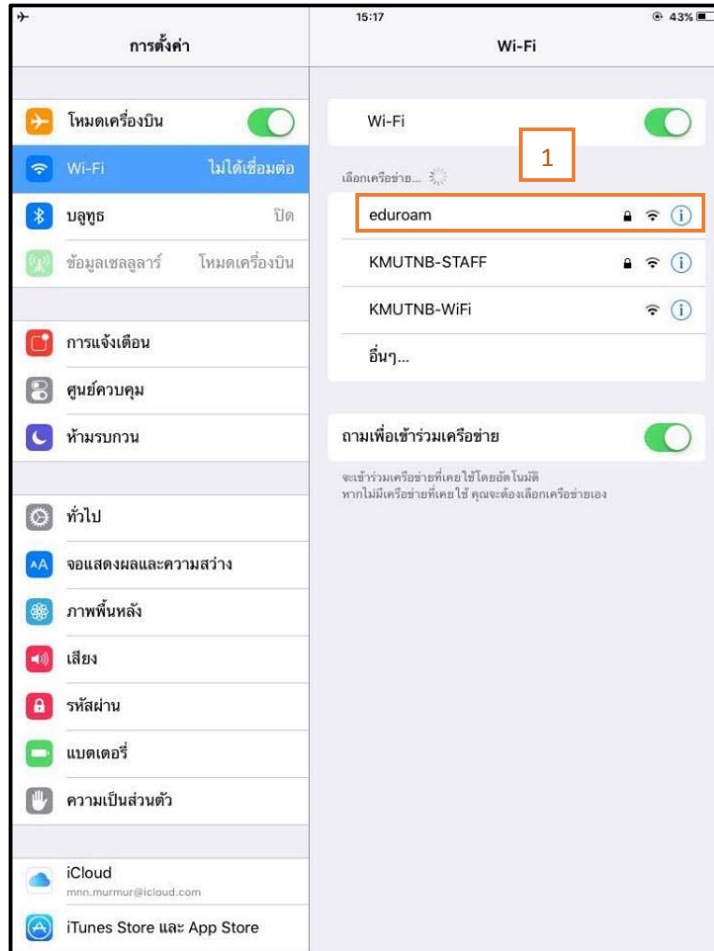 15:17
43%
การตั้งค่า
Wi-Fi
โหมดเครื่องบิน
Wi-Fi ไม่ได้เชื่อมต่อ
บลูทูธ ปิด
ข้อมูลเซลลูลาร์ โหมดเครื่องบิน
การแจ้งเตือน
ศูนย์ควบคุม
ห้ามรบกวน
ทั่วไป
จอแสดงผลและความสว่าง
ภาพพื้นหลัง
เสียง
รหัสผ่าน
แบตเตอรี่
ความเป็นส่วนตัว
iCloud
mnn.murmur@icloud.com
iTunes Store และ App Store
Wi-Fi
1
เลือกเครือข่าย...
eduroam
KMUTNB-STAFF
KMUTNB-WiFi
อื่นๆ...
ถามเพื่อเข้าร่วมเครือข่าย
จะเข้าร่วมเครือข่ายที่เคยใช้โดยอัตโนมัติ
หากไม่มีเครือข่ายที่เคยใช้ คุณจะต้องเลือกเครือข่ายเอง